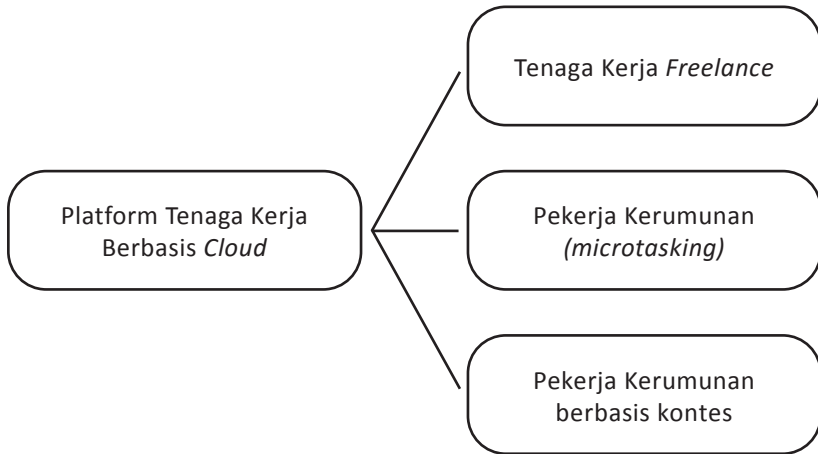 Tenaga Kerja Freelance
Platform Tenaga Kerja
Berbasis Cloud
Pekerja Kerumunan
(microtasking)
Pekerja Kerumunan
berbasis kontes